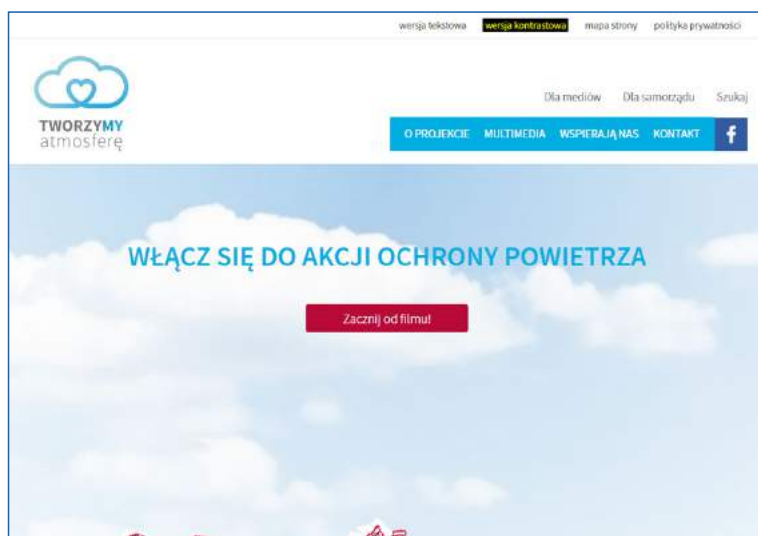 wersja tekstowa wersja kontrastowa mapa strony polityka prywatności
Dla mediów Dla samorządu Szukaj
TWORZYMY
atmosferę
O PROJEKCIE MULTIMEDIA WSPIERAJĄ NAS KONTAKT f
WŁĄCZ SIĘ DO AKCJI OCHRONY POWIETRZA
Zacznij od filmu!